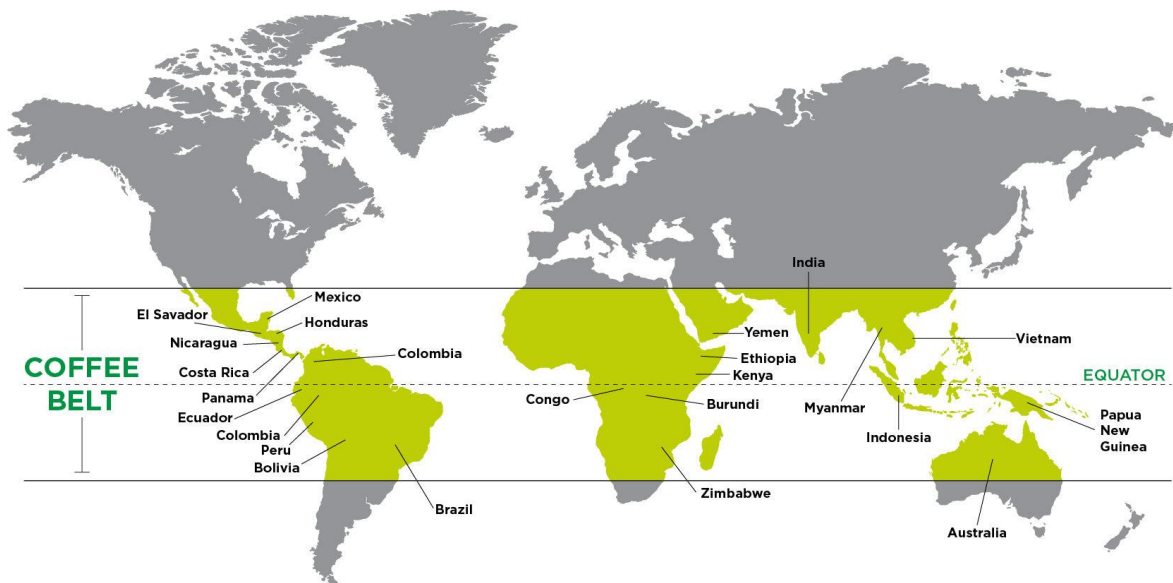 India
Mexico
El Savador
Honduras
Nicaragua
Yemen
Vietnam
COFFEE
BELT
Colombia
Ethiopia
Costa Rica
Kenya
EQUATOR
Panama
Congo
Burundi
Myanmar
Ecuador
Papua
New
Guinea
Colombia
Indonesia
Peru
Bolivia
Zimbabwe
Brazil
Australia